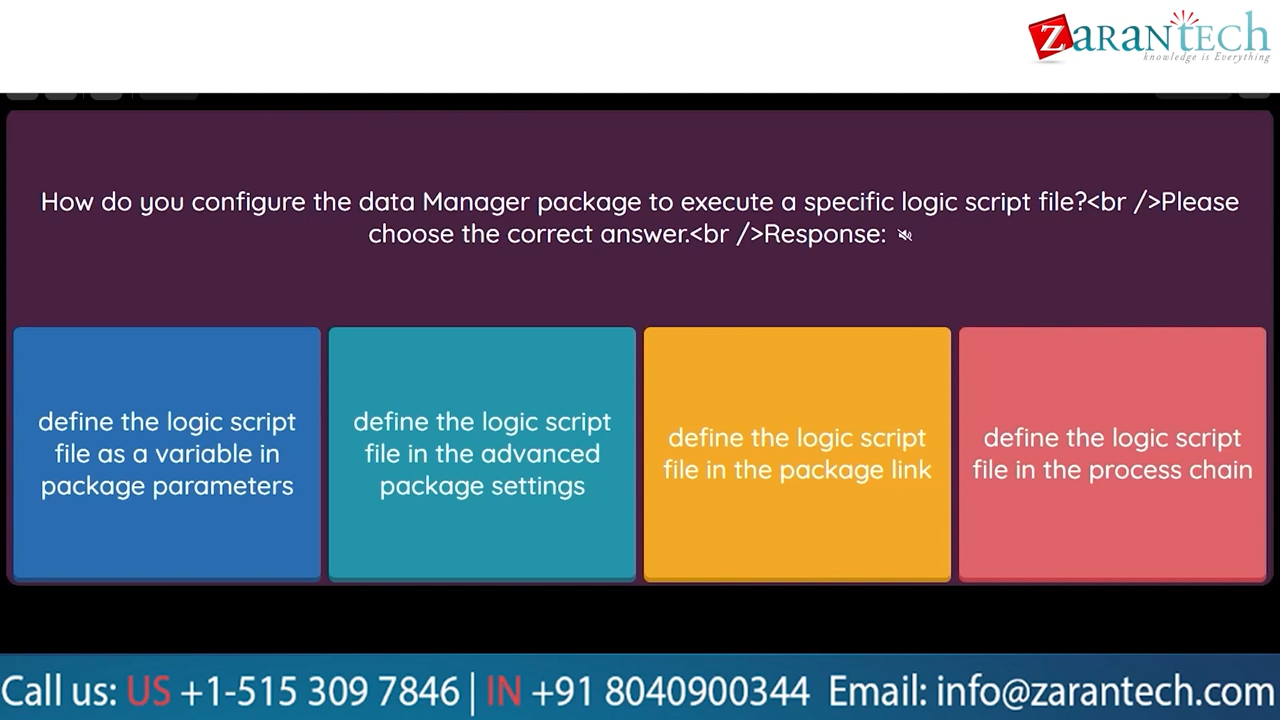 ZARANTECH
knowledge is Everything
How do you configure the data Manager package to execute a specific logic script file?<br />Please
choose the correct answer.<br />Response:
define the logic script
file as a variable in
package parameters
define the logic script
file in the advanced
package settings
define the logic script
file in the package link
define the logic script
file in the process chain
Call us: US +1-515 309 7846 | IN +91 8040900344 Email: info@zarantech.com